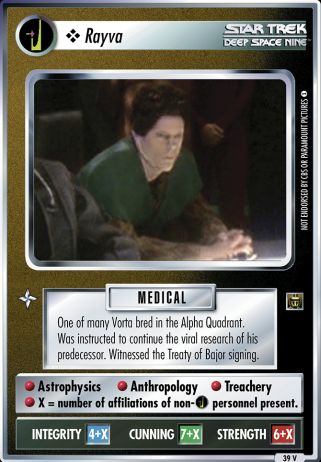 ❖ Rayva
STAR TREK
DEEP SPACE NINE™
NOT ENDORSED BY CBS OR PARAMOUNT PICTURES
MEDICAL
One of many Vorta bred in the Alpha Quadrant.
Was instructed to continue the viral research of his
predecessor. Witnessed the Treaty of Bajor signing.
• Astrophysics • Anthropology • Treachery
• X = number of affiliations of non- personnel present.
INTEGRITY 4+X CUNNING 7+X STRENGTH 6+X
39 V